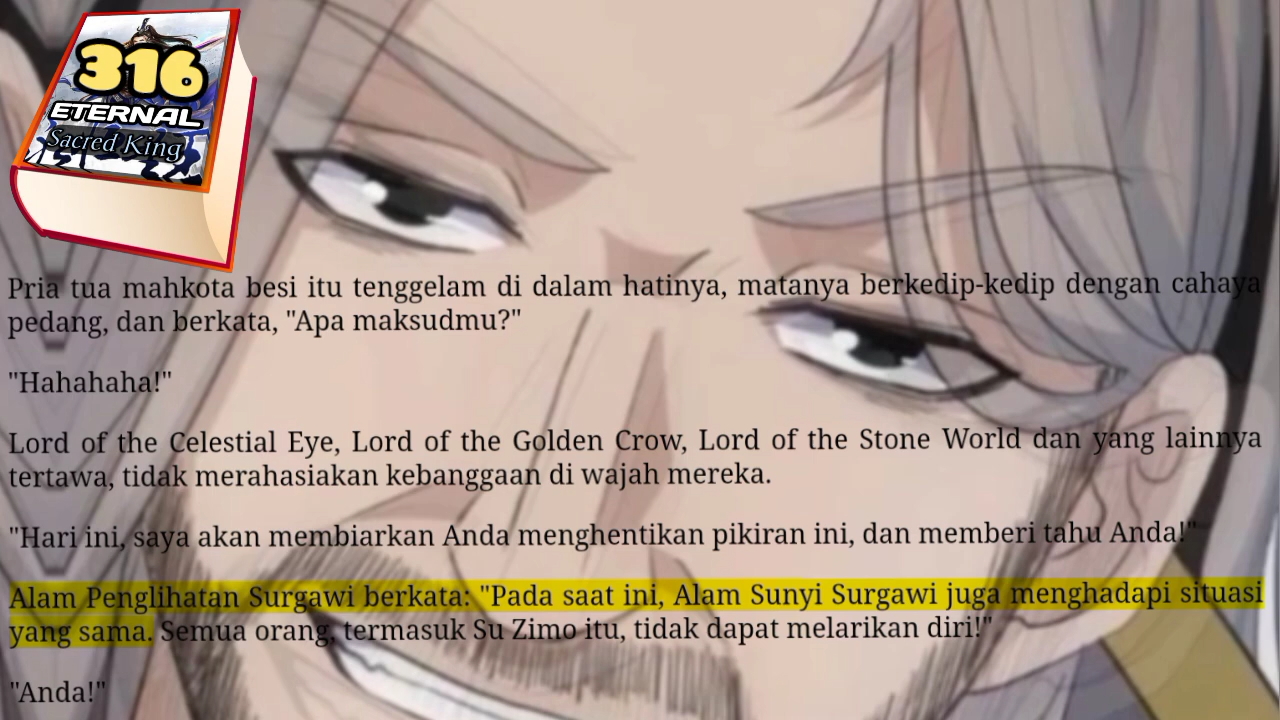 316
ETERNAL
Sacred King
Pria tua mahkota besi itu tenggelam di dalam hatinya, matanya berkedip-kedip dengan cahaya
pedang, dan berkata, "Apa maksudmu?"
"Hahahaha!"
Lord of the Celestial Eye, Lord of the Golden Crow, Lord of the Stone World dan yang lainnya
tertawa, tidak merahasiakan kebanggaan di wajah mereka.
"Hari ini, saya akan membiarkan Anda menghentikan pikiran ini, dan memberi tahu Anda!"
Alam Penglihatan Surgawi berkata: "Pada saat ini, Alam Sunyi Surgawi juga menghadapi situasi
yang sama. Semua orang, termasuk Su Zimo itu, tidak dapat melarikan diri!"
"Anda!"